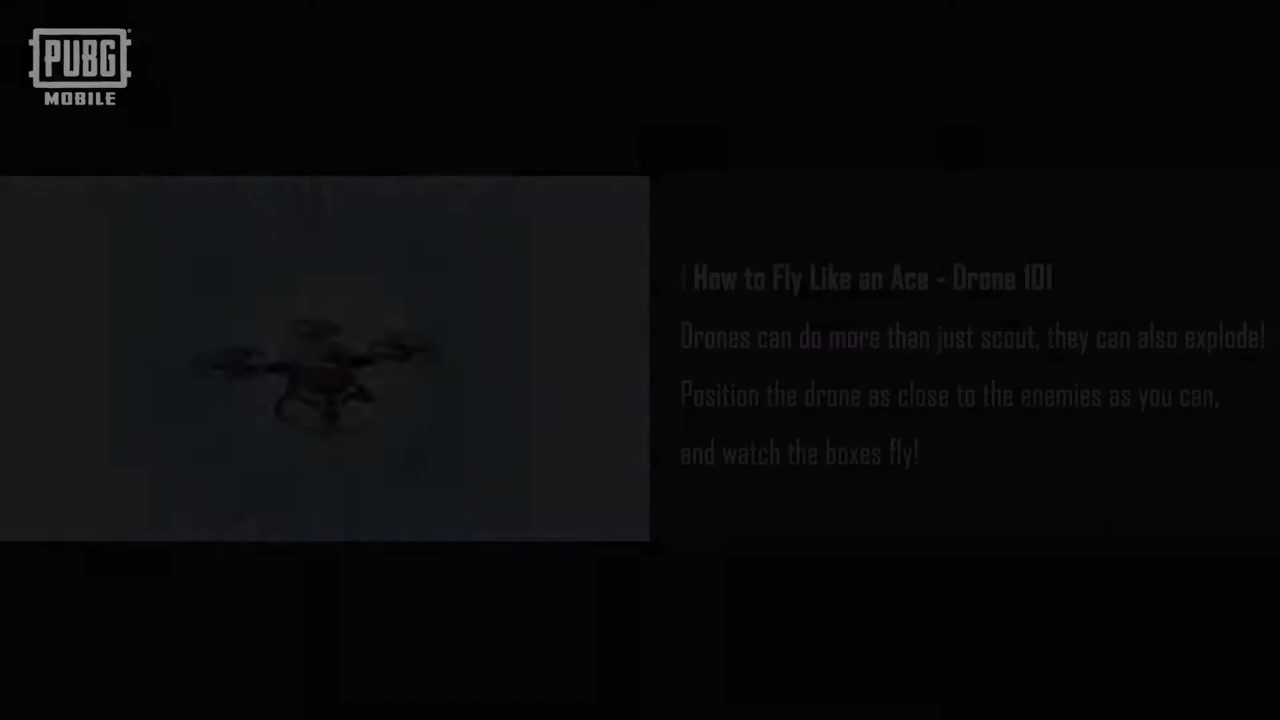 PUBG
MOBILE
| How to Fly Like an Ace - Drone 101
Drones can do more than just scout, they can also explode!
Position the drone as close to the enemies as you can,
and watch the boxes fly!